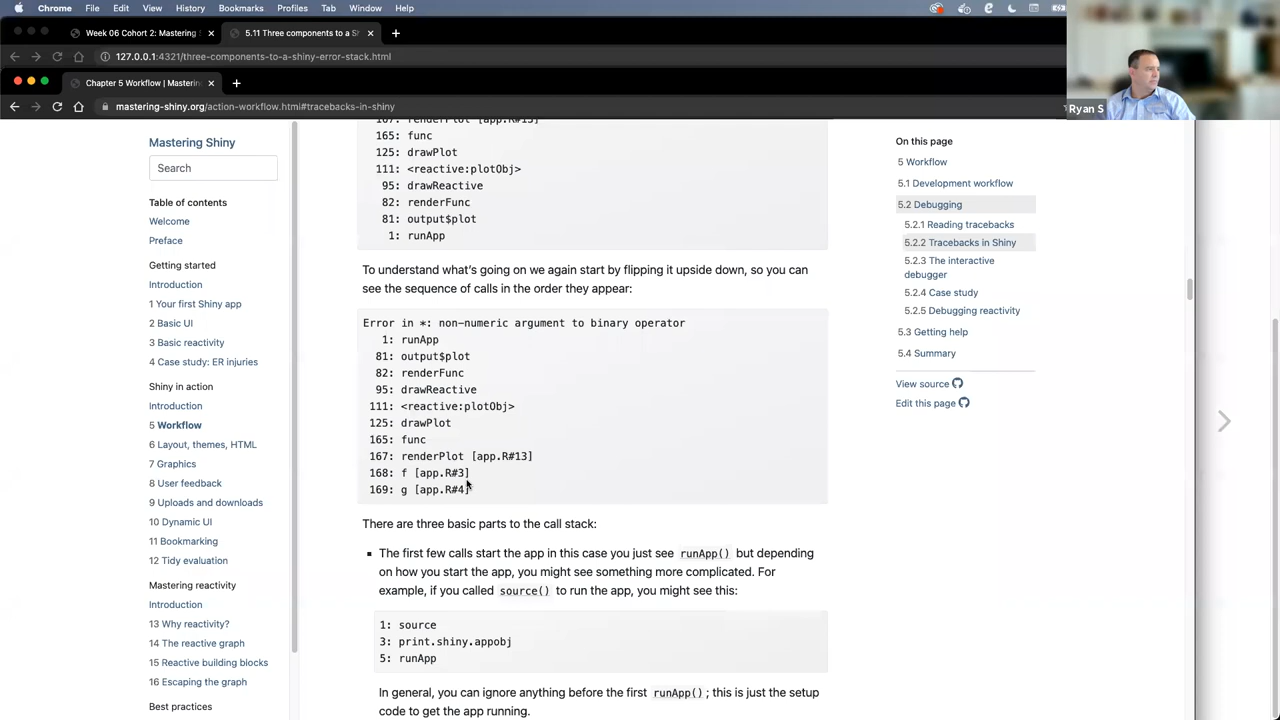 Chrome File Edit View History Bookmarks Profiles Tab Window Help
Week 06 Cohort 2: Mastering
5.11 Three components to a Sh
127.0.0.1:4321/three-components-to-a-shiny-error-stack.html
Chapter 5 Workflow | Mastering
mastering-shiny.org/action-workflow.html#tracebacks-in-shiny
Ryan S
Mastering Shiny
Search
Table of contents
Welcome
Preface
Getting started
Introduction
1 Your first Shiny app
2 Basic UI
3 Basic reactivity
4 Case study: ER injuries
Shiny in action
Introduction
5 Workflow
6 Layout, themes, HTML
7 Graphics
8 User feedback
9 Uploads and downloads
10 Dynamic UI
11 Bookmarking
12 Tidy evaluation
Mastering reactivity
Introduction
13 Why reactivity?
14 The reactive graph
15 Reactive building blocks
16 Escaping the graph
Best practices
167: renderPlot [app.R#13]
165: func
125: drawPlot
111: <reactive:plotObj>
95: drawReactive
82: renderFunc
81: output$plot
1: runApp
To understand what’s going on we again start by flipping it upside down, so you can
see the sequence of calls in the order they appear:
Error in *: non-numeric argument to binary operator
1: runApp
81: output$plot
82: renderFunc
95: drawReactive
111: <reactive:plotObj>
125: drawPlot
165: func
167: renderPlot [app.R#13]
168: f [app.R#3]
169: g [app.R#4]
There are three basic parts to the call stack:
The first few calls start the app in this case you just see runApp() but depending
on how you start the app, you might see something more complicated. For
example, if you called source() to run the app, you might see this:
1: source
3: print.shiny.appobj
5: runApp
In general, you can ignore anything before the first runApp(); this is just the setup
code to get the app running.
On this page
5 Workflow
5.1 Development workflow
5.2 Debugging
5.2.1 Reading tracebacks
5.2.2 Tracebacks in Shiny
5.2.3 The interactive
debugger
5.2.4 Case study
5.2.5 Debugging reactivity
5.3 Getting help
5.4 Summary
View source
Edit this page